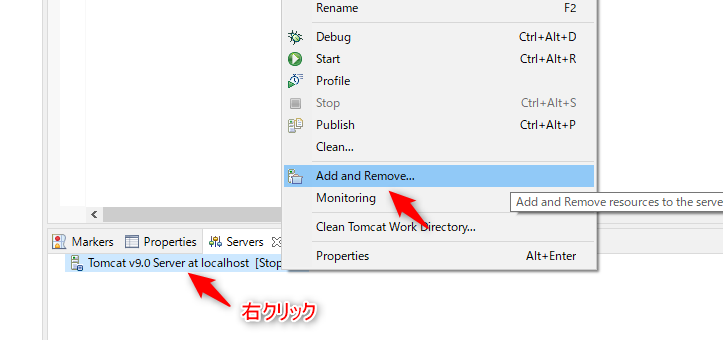 Rename F2
Debug Ctrl+Alt+D
Start Ctrl+Alt+R
Profile
Stop Ctrl+Alt+S
Publish Ctrl+Alt+P
Clean...
Add and Remove...
Monitoring
Add and Remove resources to the serve
Clean Tomcat Work Directory...
Properties Alt+Enter
Markers Properties Servers
Tomcat v9.0 Server at localhost [Stop
右クリック